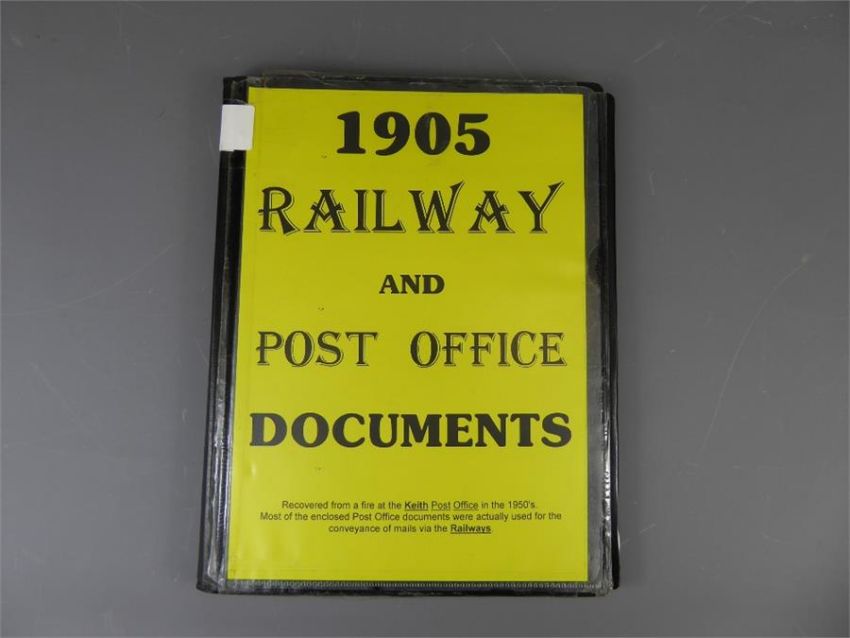 1905
RAILWAY
AND
POST OFFICE
DOCUMENTS
Recovered from a fire at the Keith Post Office in the 1950's.
Most of the enclosed Post Office documents were actually used for the
conveyance of mails via the Railways.